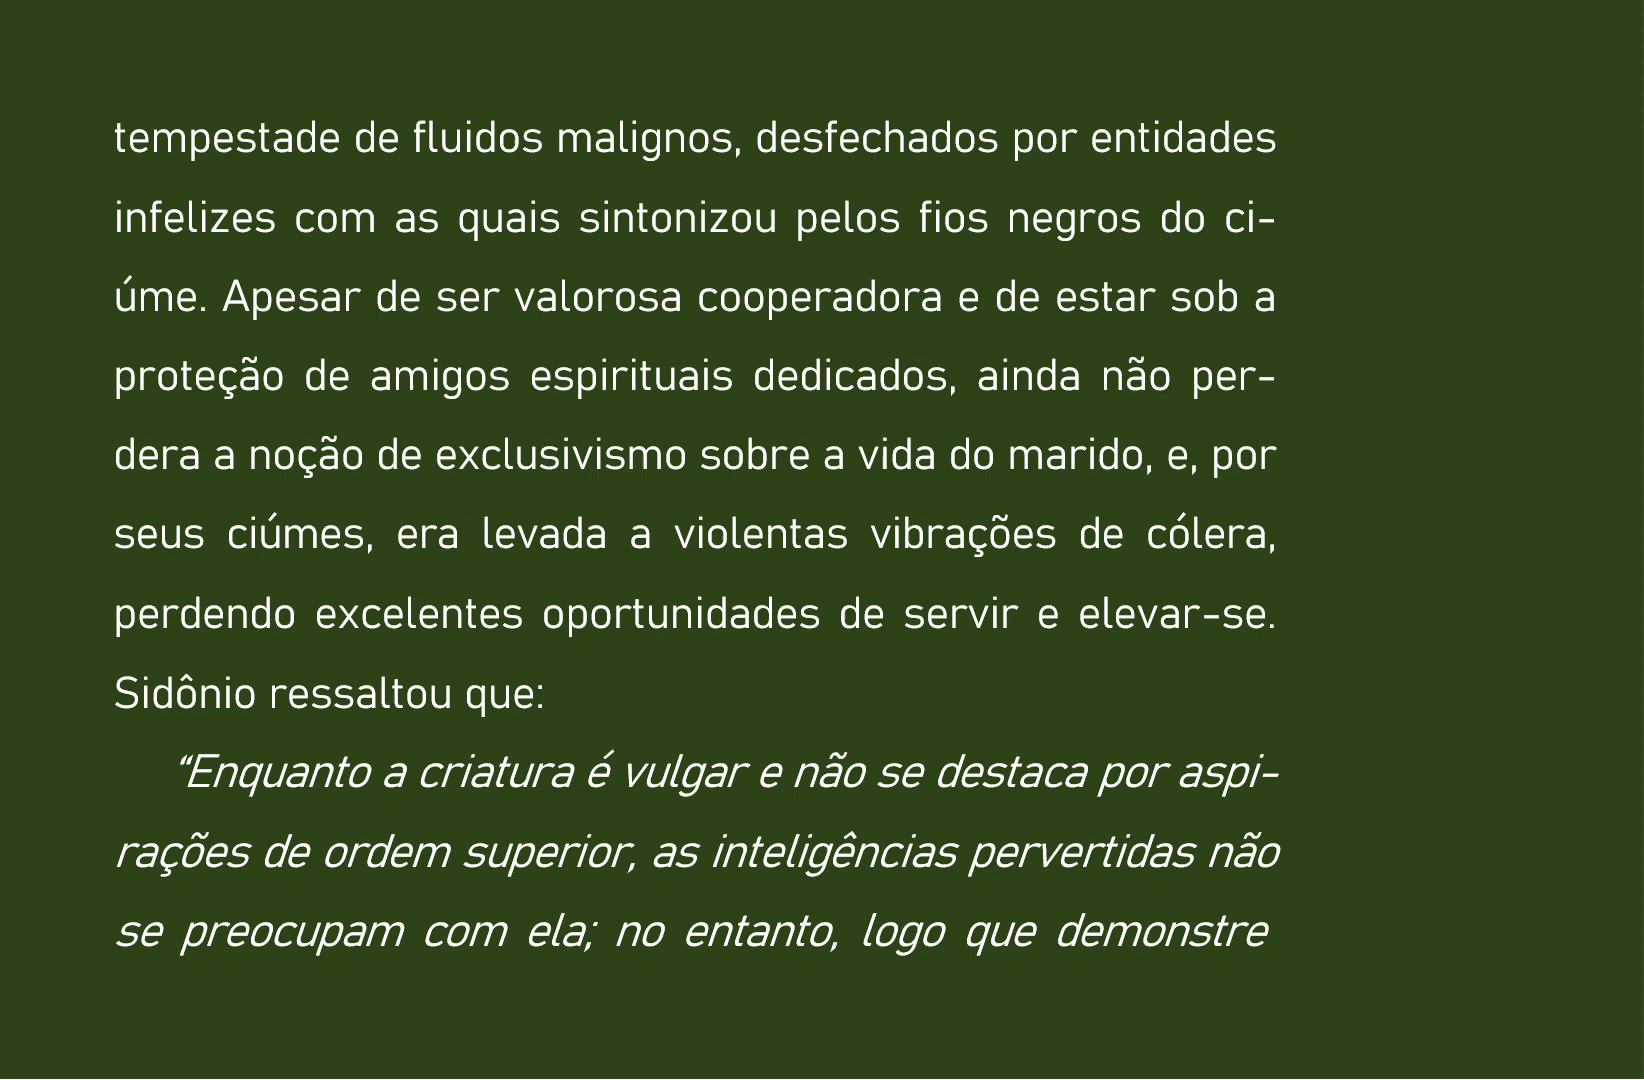 tempestade de fluidos malignos, desfechados por entidades
infelizes com as quais sintonizou pelos fios negros do ci-
úme. Apesar de ser valorosa cooperadora e de estar sob a
proteção de amigos espirituais dedicados, ainda não per-
dera a noção de exclusivismo sobre a vida do marido, e, por
seus ciúmes, era levada a violentas vibrações de cólera,
perdendo excelentes oportunidades de servir e elevar-se.
Sidônio ressaltou que:
“Enquanto a criatura é vulgar e não se destaca por aspi-
rações de ordem superior, as inteligências pervertidas não
se preocupam com ela; no entanto, logo que demonstre